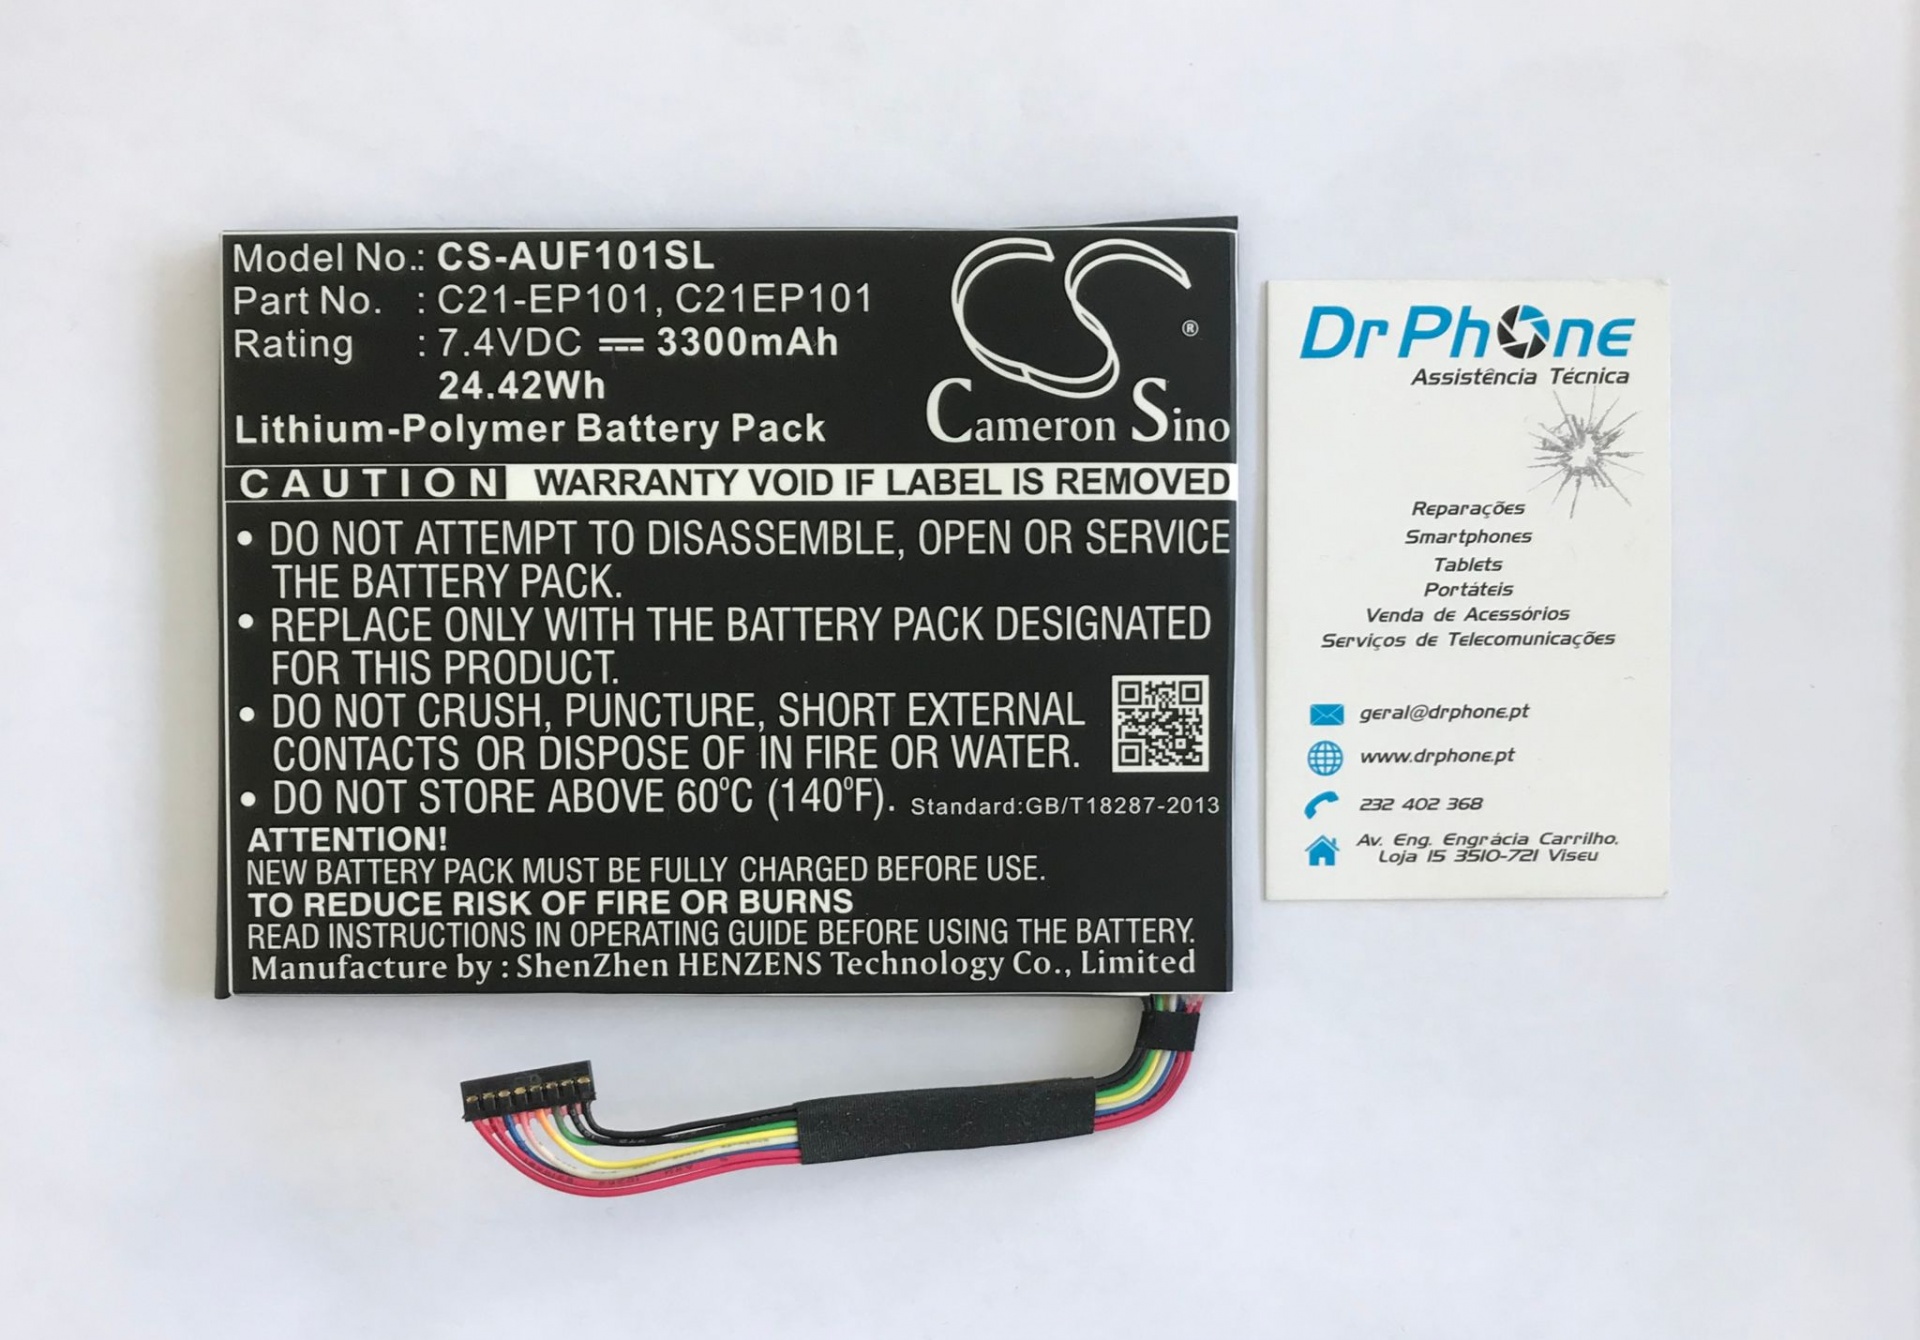 Model No.: CS-AUF101SL
Part No. : C21-EP101, C21EP101
Rating : 7.4VDC 3300mAh
24.42Wh
Lithium-Polymer Battery Pack
CS ®
Cameron Sino
CAUTION WARRANTY VOID IF LABEL IS REMOVED
• DO NOT ATTEMPT TO DISASSEMBLE, OPEN OR SERVICE
THE BATTERY PACK.
• REPLACE ONLY WITH THE BATTERY PACK DESIGNATED
FOR THIS PRODUCT.
• DO NOT CRUSH, PUNCTURE, SHORT EXTERNAL
CONTACTS OR DISPOSE OF IN FIRE OR WATER.
• DO NOT STORE ABOVE 60°C (140°F). Standard:GB/T18287-2013
ATTENTION!
NEW BATTERY PACK MUST BE FULLY CHARGED BEFORE USE.
TO REDUCE RISK OF FIRE OR BURNS
READ INSTRUCTIONS IN OPERATING GUIDE BEFORE USING THE BATTERY.
Manufacture by : ShenZhen HENZENS Technology Co., Limited
Dr Phone
Assistência Técnica
Reparações
Smartphones
Tablets
Portáteis
Venda de Acessórios
Serviços de Telecomunicações
geral@drphone.pt
www.drphone.pt
232 402 368
Av. Eng. Engrácia Carrilho.
Loja 15 3510-721 Viseu